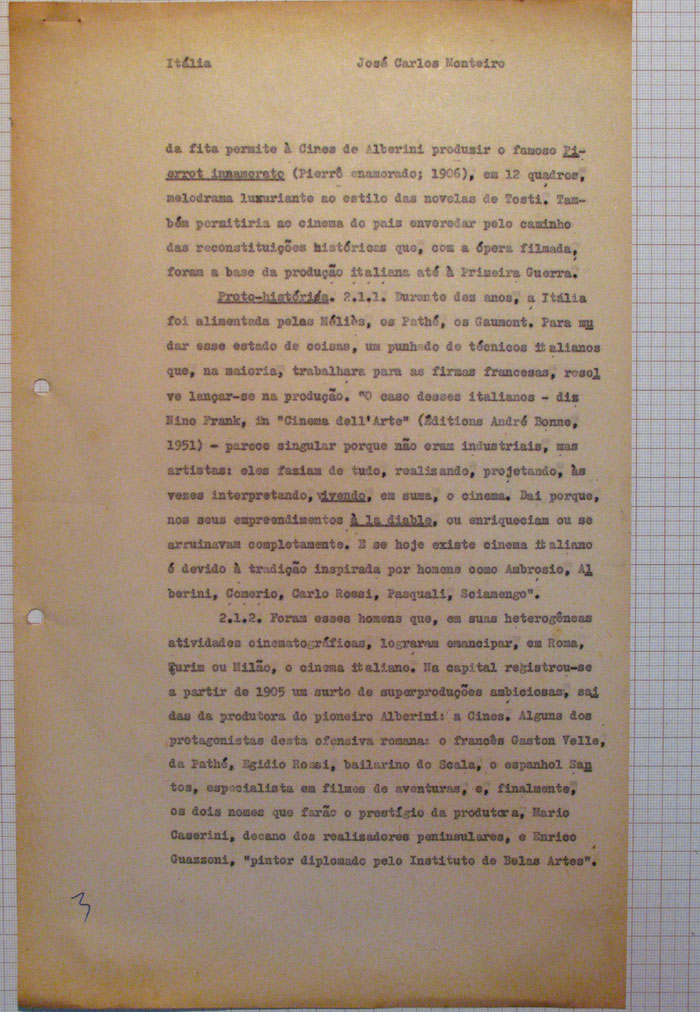 Itália José Carlos Monteiro
da fita permite à Cines de Alberini produzir o famoso Pi-
errot innamorato (Pierrô enamorado; 1906), em 12 quadros,
melodrama luxuriante ao estilo das novelas de Tosti. Tam-
bém permitiria ao cinema do país enveredar pelo caminho
das reconstituições históricas que, com a ópera filmada,
foram a base da produção italiana até à Primeira Guerra.
Proto-história. 2.1.1. Durante dez anos, a Itália
foi alimentada pelas Méliès, os Pathé, os Gaumont. Para mu
dar esse estado de coisas, um punhado de técnicos italianos
que, na maioria, trabalhara para as firmas francesas, resol
ve lançar-se na produção. "O caso desses italianos - diz
Nino Frank, in "Cinema dell'Arte" (Éditions André Bonne,
1951) - parece singular porque não eram industriais, mas
artistas: eles faziam de tudo, realizando, projetando, às
vezes interpretando, vivendo, em suma, o cinema. Daí porque,
nos seus empreendimentos à la diable, ou enriqueciam ou se
arruinavam completamente. E se hoje existe cinema italiano
é devido à tradição inspirada por homens como Ambrosio, Al
berini, Comerio, Carlo Rossi, Pasquali, Sciamengo".
2.1.2. Foram esses homens que, em suas heterogêneas
atividades cinematográficas, lograram emancipar, em Roma,
Turim ou Milão, o cinema italiano. Na capital registrou-se
a partir de 1905 um surto de superproduções ambiciosas, saí
das da produtora do pioneiro Alberini: a Cines. Alguns dos
protagonistas desta ofensiva romana: o francês Gaston Velle,
da Pathé, Egidio Rossi, bailarino do Scala, o espanhol San
tos, especialista em filmes de aventuras, e, finalmente,
os dois nomes que farão o prestígio da produtora, Mario
Caserini, decano dos realizadores peninsulares, e Enrico
Guazzoni, "pintor diplomado pelo Instituto de Belas Artes".
3